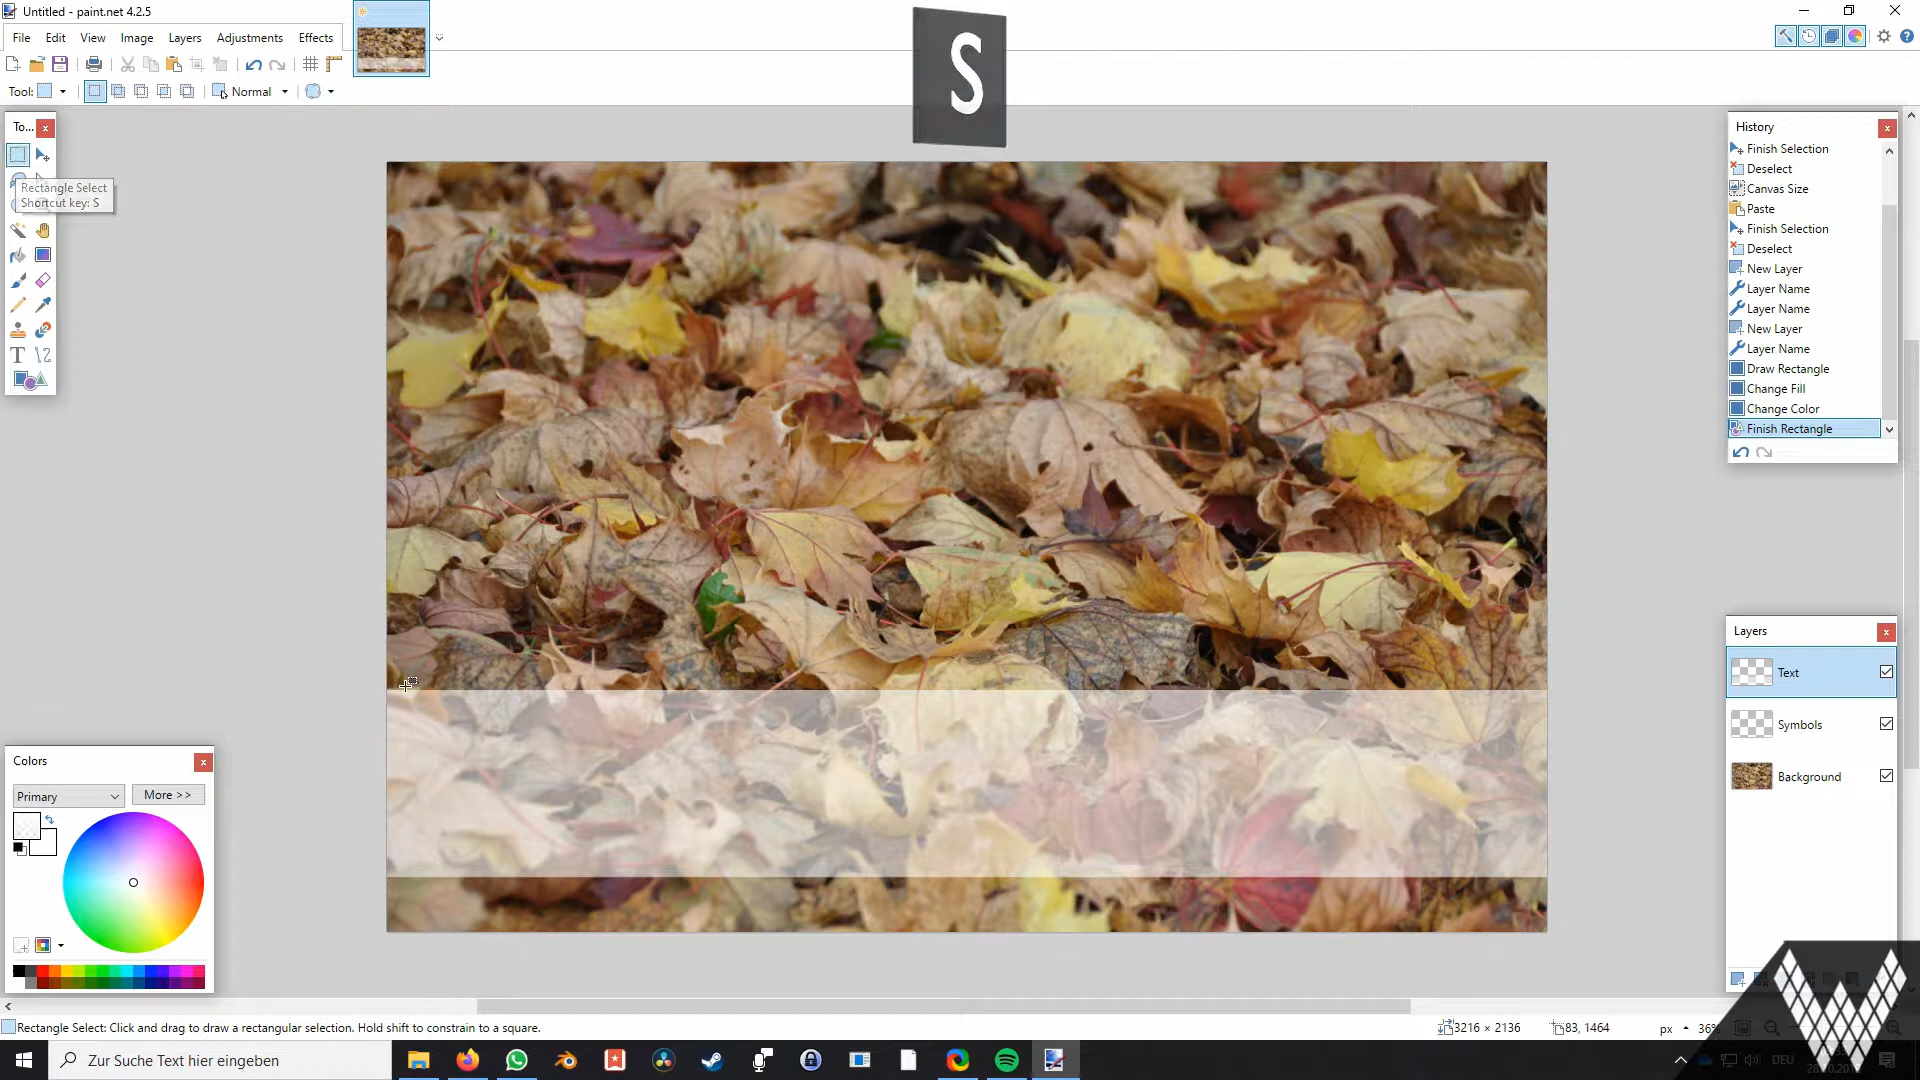 Untitled - paint.net 4.2.5
S
File Edit View Image Layers Adjustments Effects
Tool: Normal
To...
Rectangle Select
Shortcut key: S
History
Finish Selection
Deselect
Canvas Size
Paste
Finish Selection
Deselect
New Layer
Layer Name
Layer Name
New Layer
Layer Name
Draw Rectangle
Change Fill
Change Color
Finish Rectangle
Layers
Text
Symbols
Background
Colors
Primary
More >>
Rectangle Select: Click and drag to draw a rectangular selection. Hold shift to constrain to a square.
3216 × 2136
83, 1464
px
36%
Zur Suche Text hier eingeben
DEU